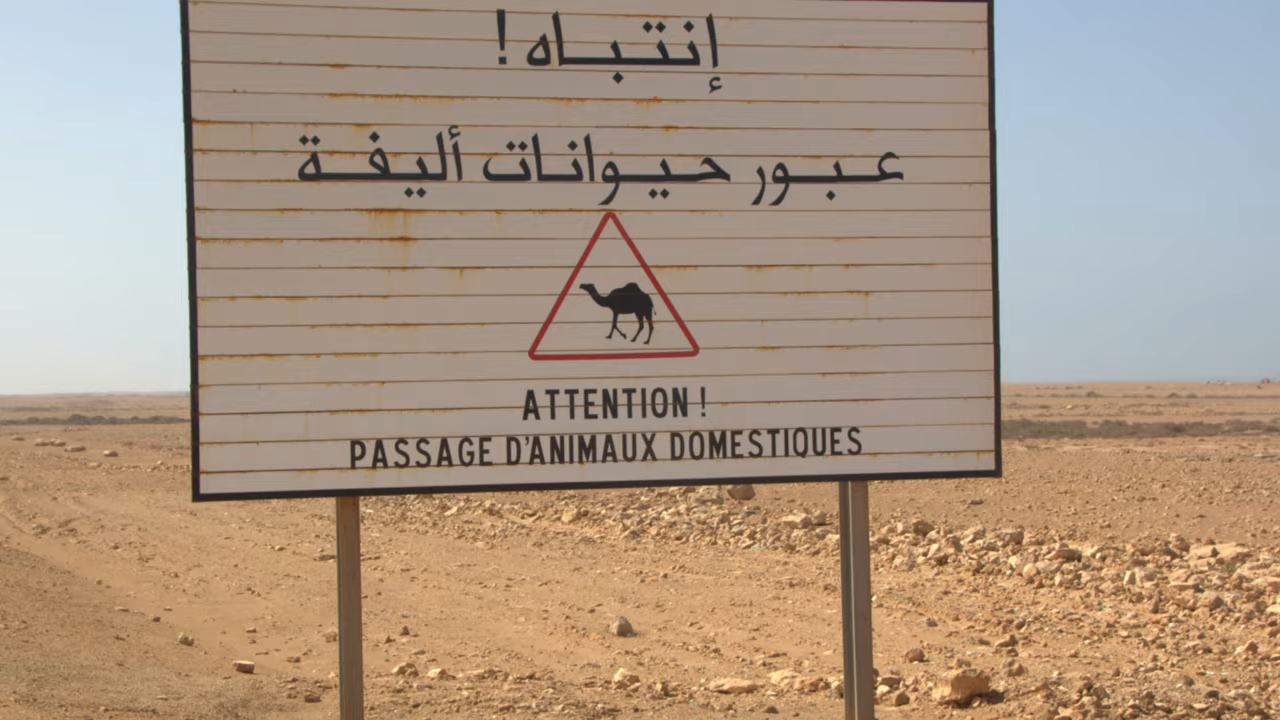 إنتباه !
عبور حيوانات أليفة
ATTENTION !
PASSAGE D'ANIMAUX DOMESTIQUES